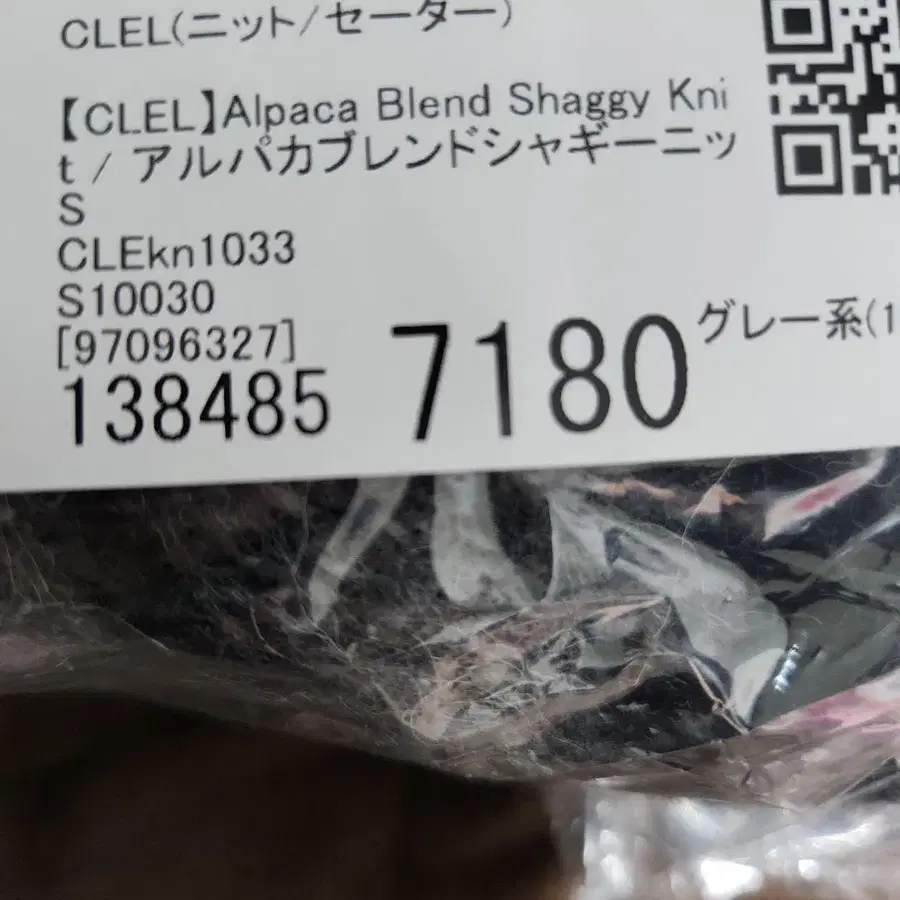 CLEL(ニット/セーター)
【CLEL】Alpaca Blend Shaggy Kni
t / アルパカブレンドシャギーニッ
S
CLEkn1033
S10030
[97096327]
138485 7180 グレー系(1